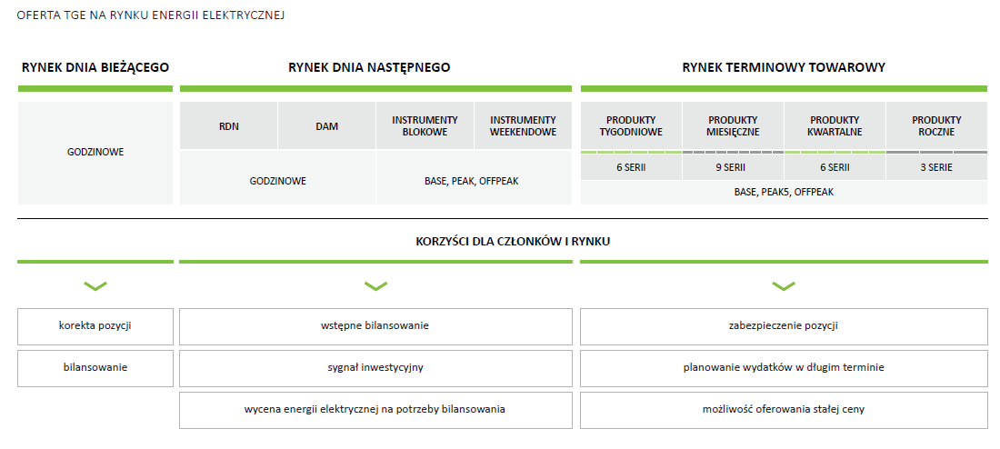 OFERTA TGE NA RYNKU ENERGII ELEKTRYCZNEJ
RYNEK DNIA BIEŻĄCEGO
RYNEK DNIA NASTĘPNEGO
RYNEK TERMINOWY TOWAROWY
GODZINOWE
RDN
DAM
INSTRUMENTY
BLOKOWE
INSTRUMENTY
WEEKENDOWE
GODZINOWE
BASE, PEAK, OFFPEAK
PRODUKTY
TYGODNIOWE
PRODUKTY
MIESIĘCZNE
PRODUKTY
KWARTALNE
PRODUKTY
ROCZNE
6 SERII
9 SERII
6 SERII
3 SERIE
BASE, PEAK5, OFFPEAK
KORZYŚCI DLA CZŁONKÓW I RYNKU
korekta pozycji
bilansowanie
wstępne bilansowanie
sygnał inwestycyjny
wycena energii elektrycznej na potrzeby bilansowania
zabezpieczenie pozycji
planowanie wydatków w długim terminie
możliwość oferowania stałej ceny